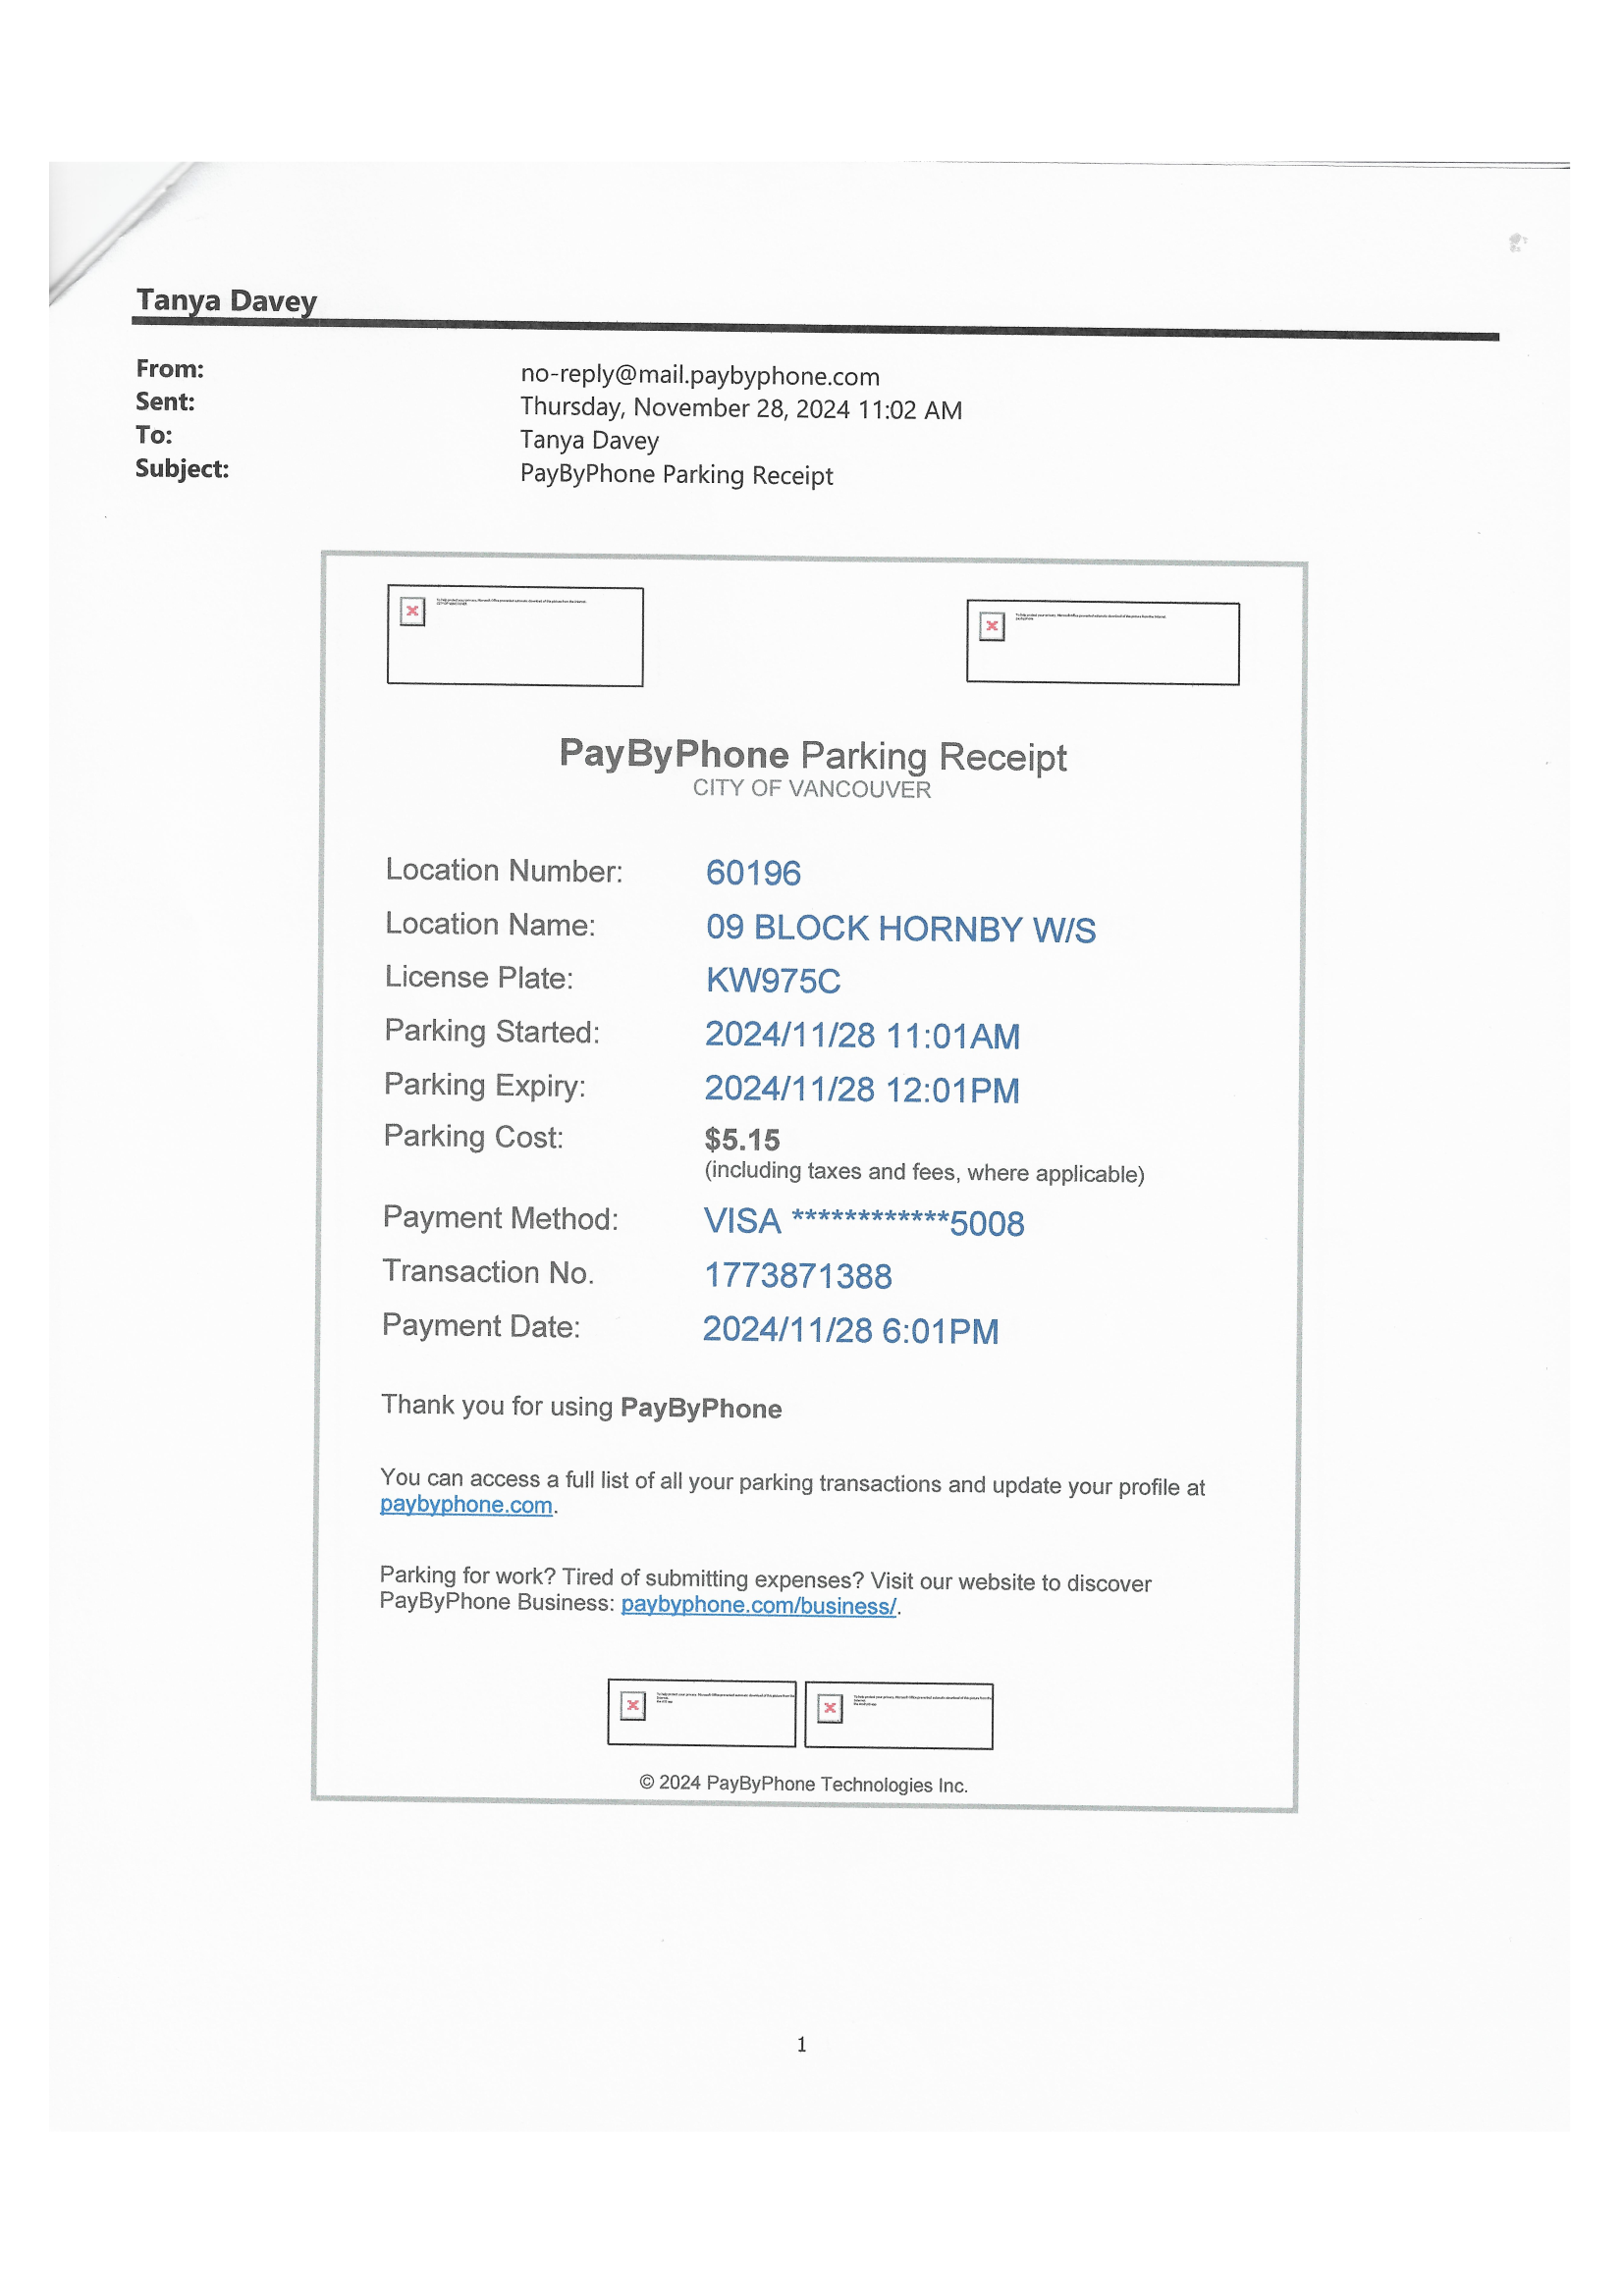 Tanya Davey
From: no-reply@mail.paybyphone.com
Sent: Thursday, November 28, 2024 11:02 AM
To: Tanya Davey
Subject: PayByPhone Parking Receipt
PayByPhone Parking Receipt
CITY OF VANCOUVER
Location Number: 60196
Location Name: 09 BLOCK HORNBY W/S
License Plate: KW975C
Parking Started: 2024/11/28 11:01AM
Parking Expiry: 2024/11/28 12:01PM
Parking Cost: $5.15
(including taxes and fees, where applicable)
Payment Method: VISA ************5008
Transaction No. 1773871388
Payment Date: 2024/11/28 6:01PM
Thank you for using PayByPhone
You can access a full list of all your parking transactions and update your profile at
paybyphone.com.
Parking for work? Tired of submitting expenses? Visit our website to discover
PayByPhone Business: paybyphone.com/business/.
© 2024 PayByPhone Technologies Inc.
1